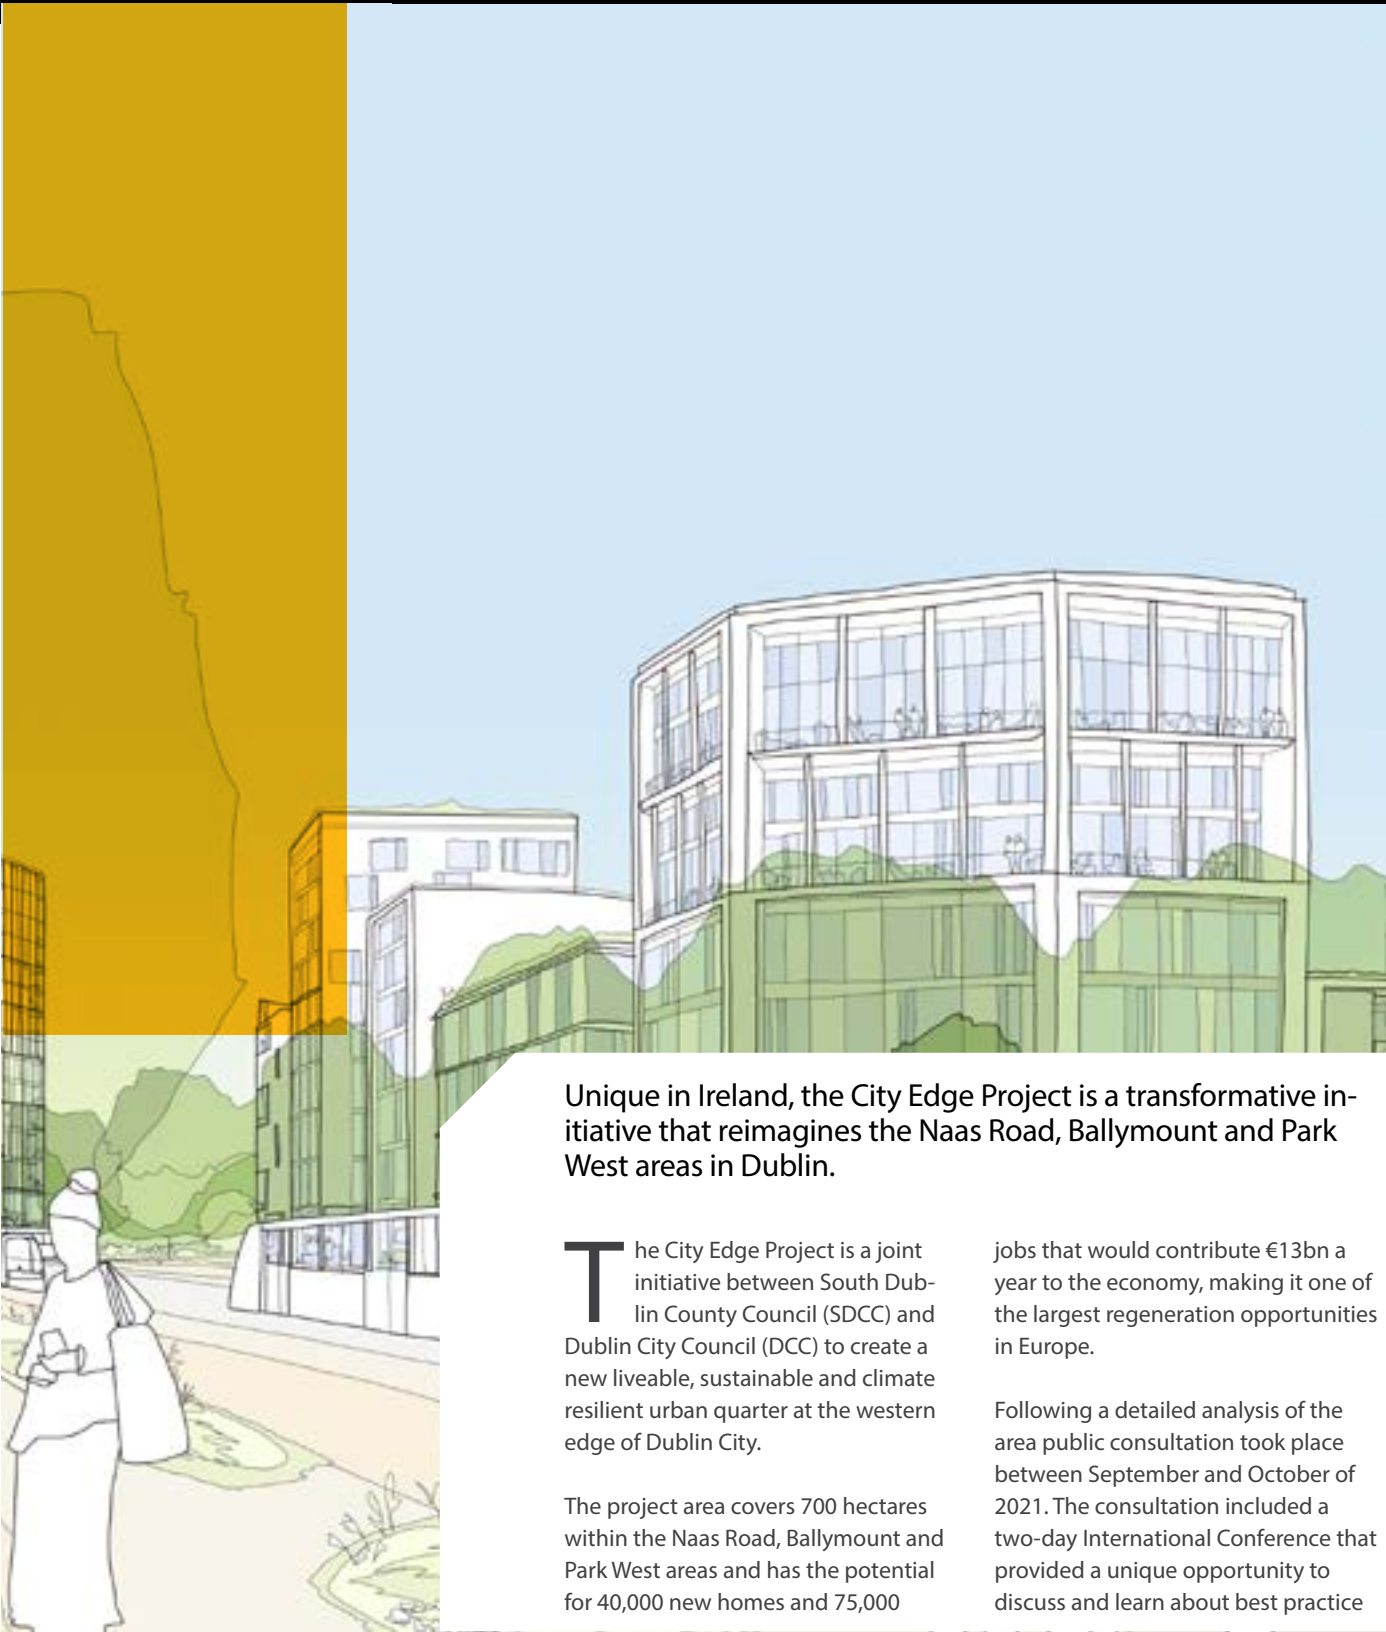 Unique in Ireland, the City Edge Project is a transformative in-
itiative that reimagines the Naas Road, Ballymount and Park
West areas in Dublin.
The City Edge Project is a joint
initiative between South Dub-
lin County Council (SDCC) and
Dublin City Council (DCC) to create a
new liveable, sustainable and climate
resilient urban quarter at the western
edge of Dublin City.
The project area covers 700 hectares
within the Naas Road, Ballymount and
Park West areas and has the potential
for 40,000 new homes and 75,000
jobs that would contribute €13bn a
year to the economy, making it one of
the largest regeneration opportunities
in Europe.
Following a detailed analysis of the
area public consultation took place
between September and October of
2021. The consultation included a
two-day International Conference that
provided a unique opportunity to
discuss and learn about best practice